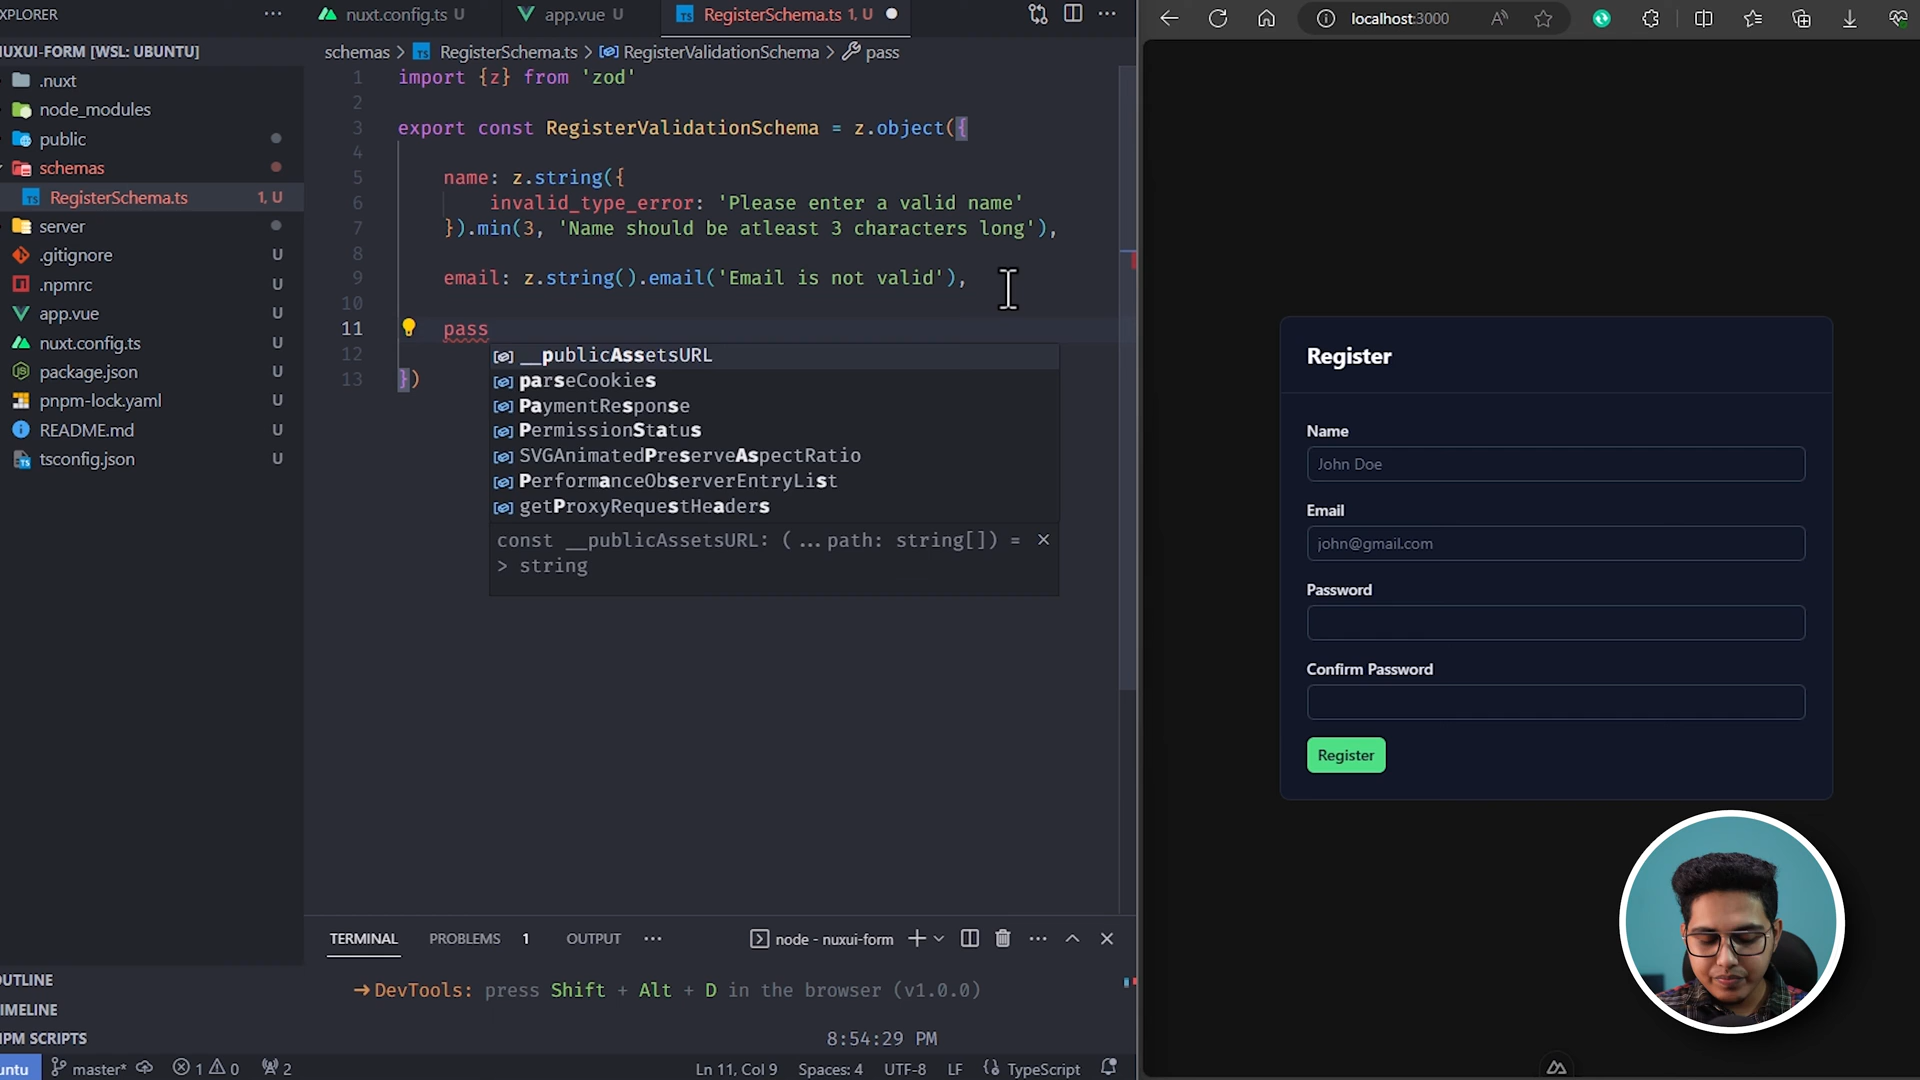 XPLORER
nuxt.config.ts U
app.vue U
RegisterSchema.ts 1, U
localhost:3000
UXUI-FORM [WSL: UBUNTU]
schemas > RegisterSchema.ts > RegisterValidationSchema > pass
.nuxt
node_modules
public
schemas
RegisterSchema.ts 1, U
server
.gitignore U
.npmrc U
app.vue U
nuxt.config.ts U
package.json U
pnpm-lock.yaml U
README.md U
tsconfig.json U
1 import {z} from 'zod'
2
3 export const RegisterValidationSchema = z.object({
4
5 name: z.string({
6 invalid_type_error: 'Please enter a valid name'
7 }).min(3, 'Name should be atleast 3 characters long'),
8
9 email: z.string().email('Email is not valid'),
10
11 pass
12
13 })
__publicAssetsURL
parseCookies
PaymentResponse
PermissionStatus
SVGAnimatedPreserveAspectRatio
PerformanceObserverEntryList
getProxyRequestHeaders
const __publicAssetsURL: (...path: string[]) =
> string
Register
Name
John Doe
Email
john@gmail.com
Password
Confirm Password
Register
TERMINAL PROBLEMS 1 OUTPUT
node - nuxui-form
→DevTools: press Shift + Alt + D in the browser (v1.0.0)
8:54:29 PM
OUTLINE
IMELINE
PM SCRIPTS
untu master* 1 0 2
Ln 11, Col 9 Spaces: 4 UTF-8 LF TypeScript